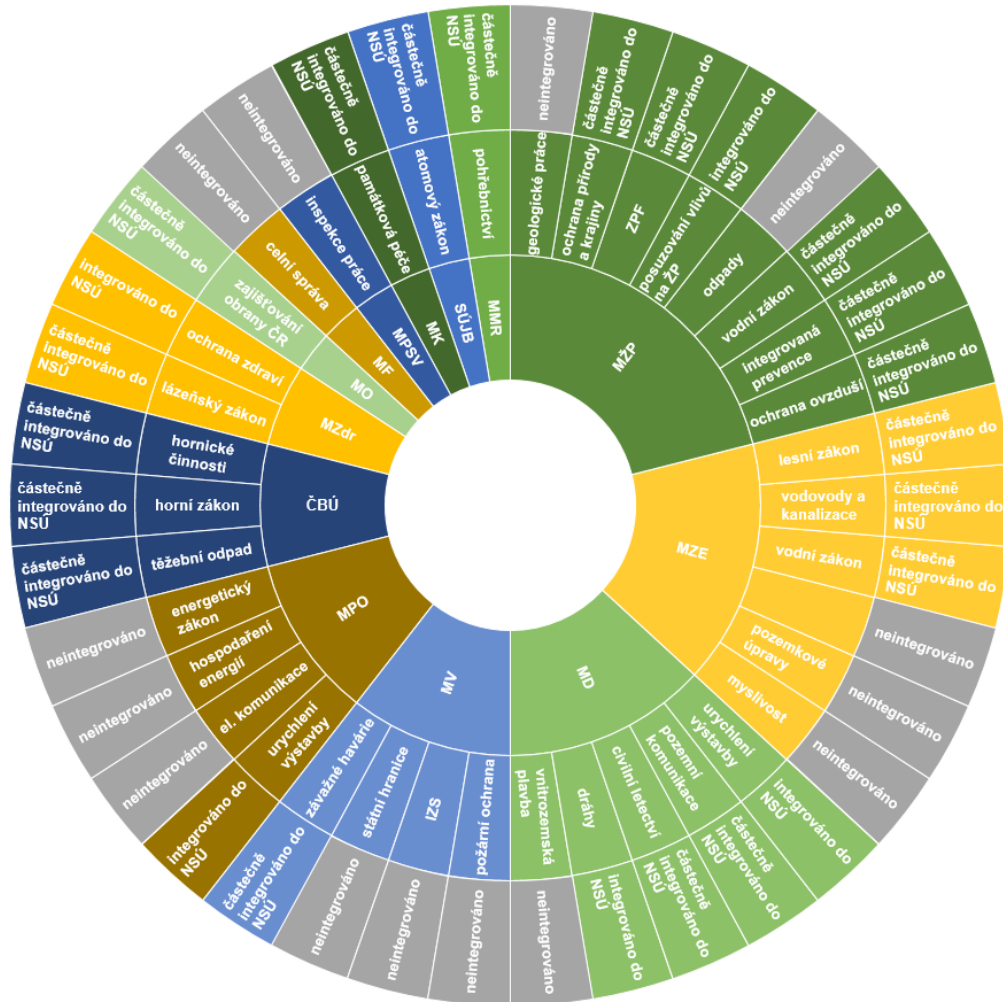 MŽP
geologické práce
neintegrováno
ochrana přírody
a krajiny
částečně
integrováno do
NSÚ
ZPF
částečně
integrováno do
NSÚ
posuzování vlivů
na ŽP
integrováno do
NSÚ
odpady
neintegrováno
vodní zákon
částečně
integrováno do
NSÚ
integrovaná
prevence
částečně
integrováno do
NSÚ
ochrana ovzduší
částečně
integrováno do
NSÚ
MZE
lesní zákon
částečně
integrováno do
NSÚ
vodovody a
kanalizace
částečně
integrováno do
NSÚ
vodní zákon
částečně
integrováno do
NSÚ
neintegrováno
pozemkové
úpravy
neintegrováno
myslivost
neintegrováno
MD
urychlení
výstavby
integrováno do
NSÚ
pozemní
komunikace
částečně
integrováno do
NSÚ
civilní letectví
částečně
integrováno do
NSÚ
dráhy
integrováno do
NSÚ
vnitrozemská
plavba
neintegrováno
MV
požární ochrana
neintegrováno
IZS
neintegrováno
státní hranice
neintegrováno
závažné havárie
částečně
integrováno do
NSÚ
MPO
urychlení
výstavby
integrováno do
NSÚ
el. komunikace
neintegrováno
hospodaření
energií
neintegrováno
energetický
zákon
neintegrováno
ČBÚ
těžební odpad
částečně
integrováno do
NSÚ
horní zákon
částečně
integrováno do
NSÚ
hornické
činnosti
částečně
integrováno do
NSÚ
MZdr
lázeňský zákon
částečně
integrováno do
NSÚ
ochrana zdraví
integrováno do
NSÚ
MO
zajišťování
obrany ČR
částečně
integrováno do
NSÚ
MF
celní správa
neintegrováno
MPSV
inspekce práce
neintegrováno
MK
památková péče
částečně
integrováno do
NSÚ
SÚJB
atomový zákon
částečně
integrováno do
NSÚ
MMR
pohřebnictví
částečně
integrováno do
NSÚ